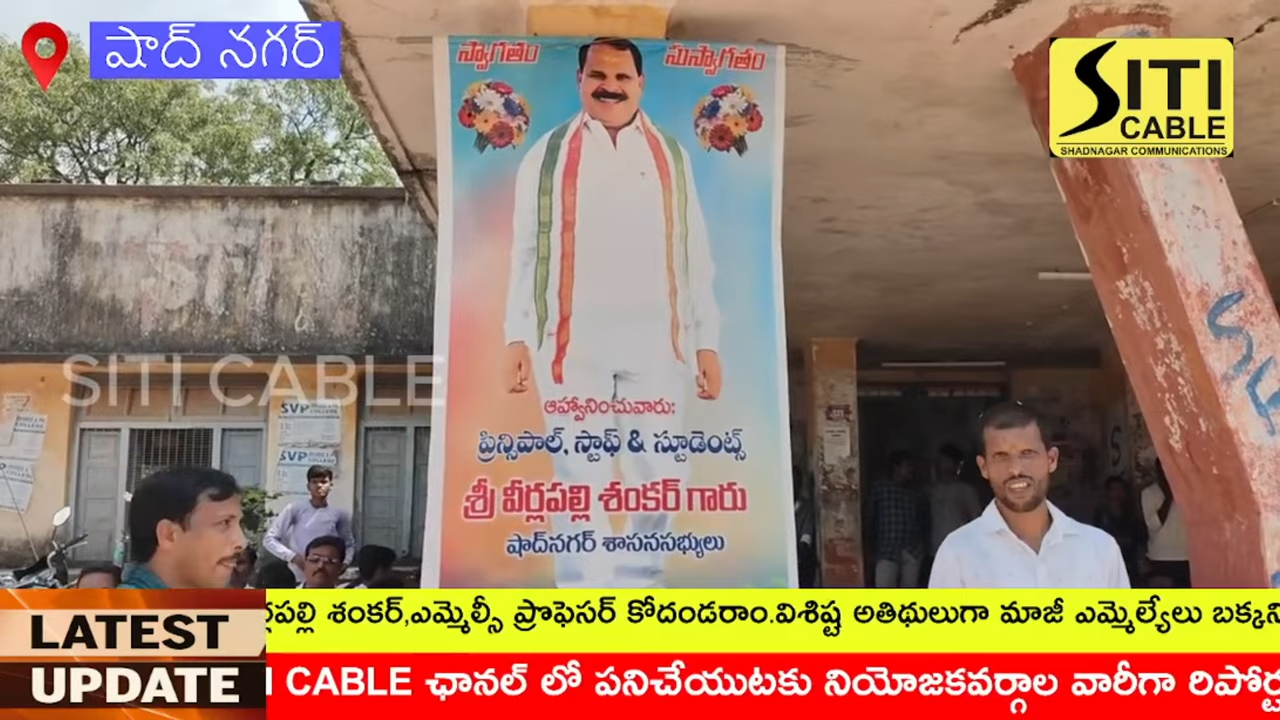 షాద్ నగర్
SITI
CABLE
SHADNAGAR COMMUNICATIONS
స్వాగతం సుస్వాగతం
SITI CABLE
SVP
SVP
ఆహ్వానించువారు:
ప్రిన్సిపాల్, స్టాఫ్ & స్టూడెంట్స్
శ్రీ వీర్లపల్లి శంకర్ గారు
షాద్‌నగర్ శాసనసభ్యులు
LATEST
UPDATE
శంకర్,ఎమ్మెల్సీ ప్రొఫెసర్ కోదండరాం.విశిష్ట అతిథులుగా మాజీ ఎమ్మెల్యేలు
CABLE ఛానల్ లో పనిచేయుటకు నియోజకవర్గాల వారీగా